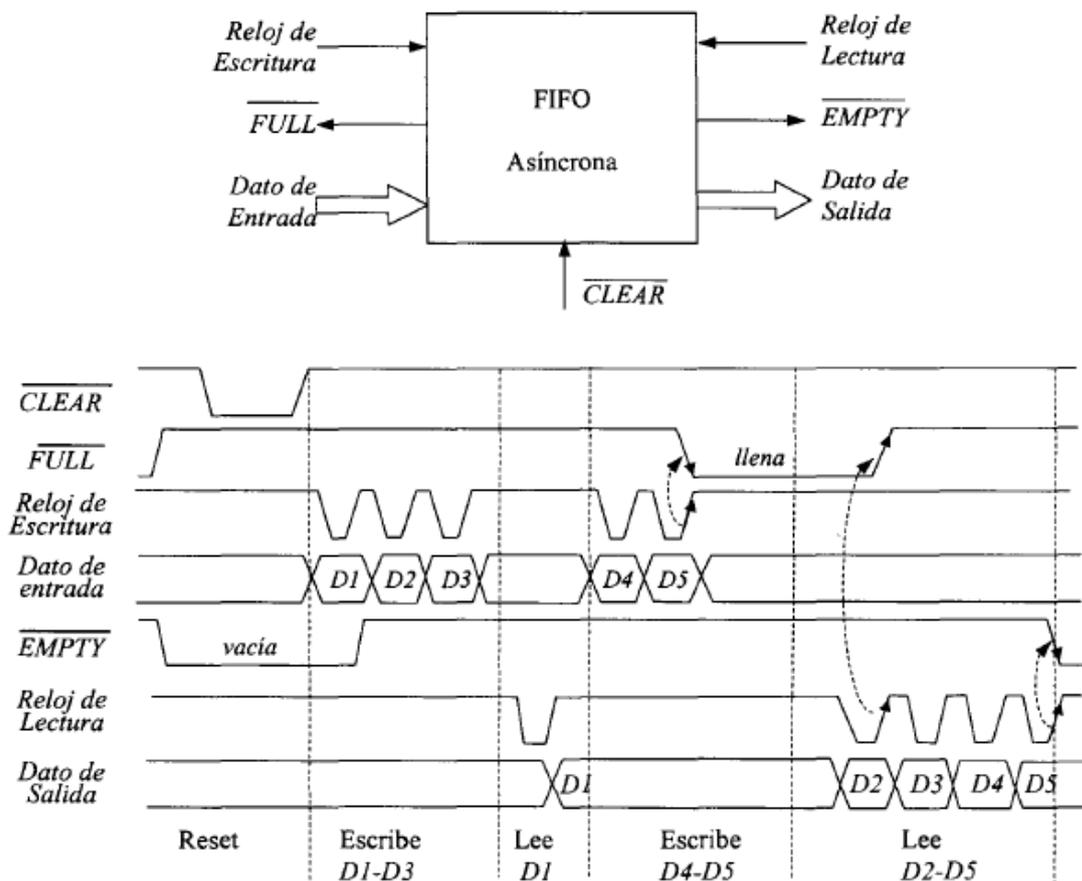 Reloj de
Escritura
FULL
Dato de
Entrada
FIFO
Asíncrona
Reloj de
Lectura
EMPTY
Dato de
Salida
CLEAR
CLEAR
FULL
llena
Reloj de
Escritura
Dato de
entrada
D1 D2 D3 D4 D5
EMPTY
vacía
Reloj de
Lectura
Dato de
Salida
D1 D2 D3 D4 D5
Reset
Escribe
D1-D3
Lee
D1
Escribe
D4-D5
Lee
D2-D5